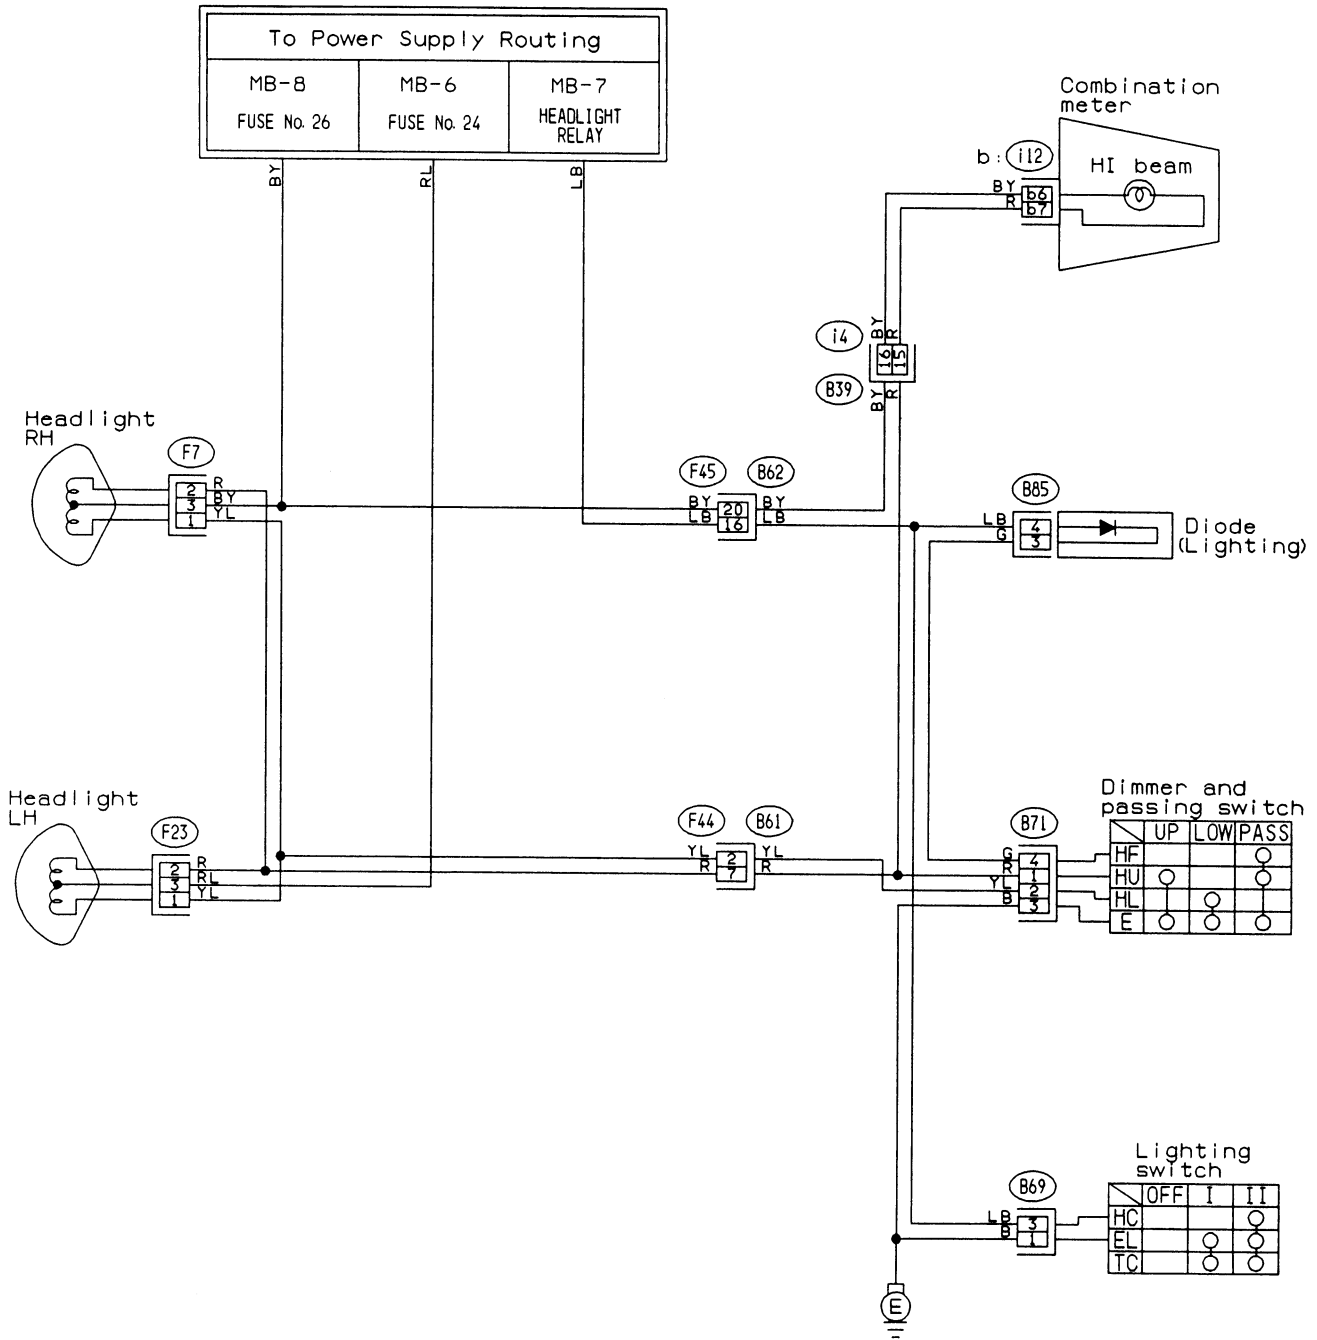 To Power Supply Routing
MB-8
MB-6
MB-7
FUSE No. 26
FUSE No. 24
HEADLIGHT
RELAY
BY
RL
LB
Combination
meter
b: i12
HI beam
BY
b6
R
b7
i4
BY
R
16
15
B39
BY
R
Headlight
RH
F7
2
R
3
BY
1
YL
F45
B62
BY
20
BY
LB
16
LB
B85
LB
4
G
3
Diode
(Lighting)
Headlight
LH
F23
2
R
3
RL
1
YL
F44
B61
YL
2
YL
R
7
R
Dimmer and
passing switch
B71
G
4
R
1
YL
2
B
3
UP
LOW
PASS
HF
HU
HL
E
Lighting
switch
B69
LB
3
B
1
OFF
I
II
HC
EL
TC
E